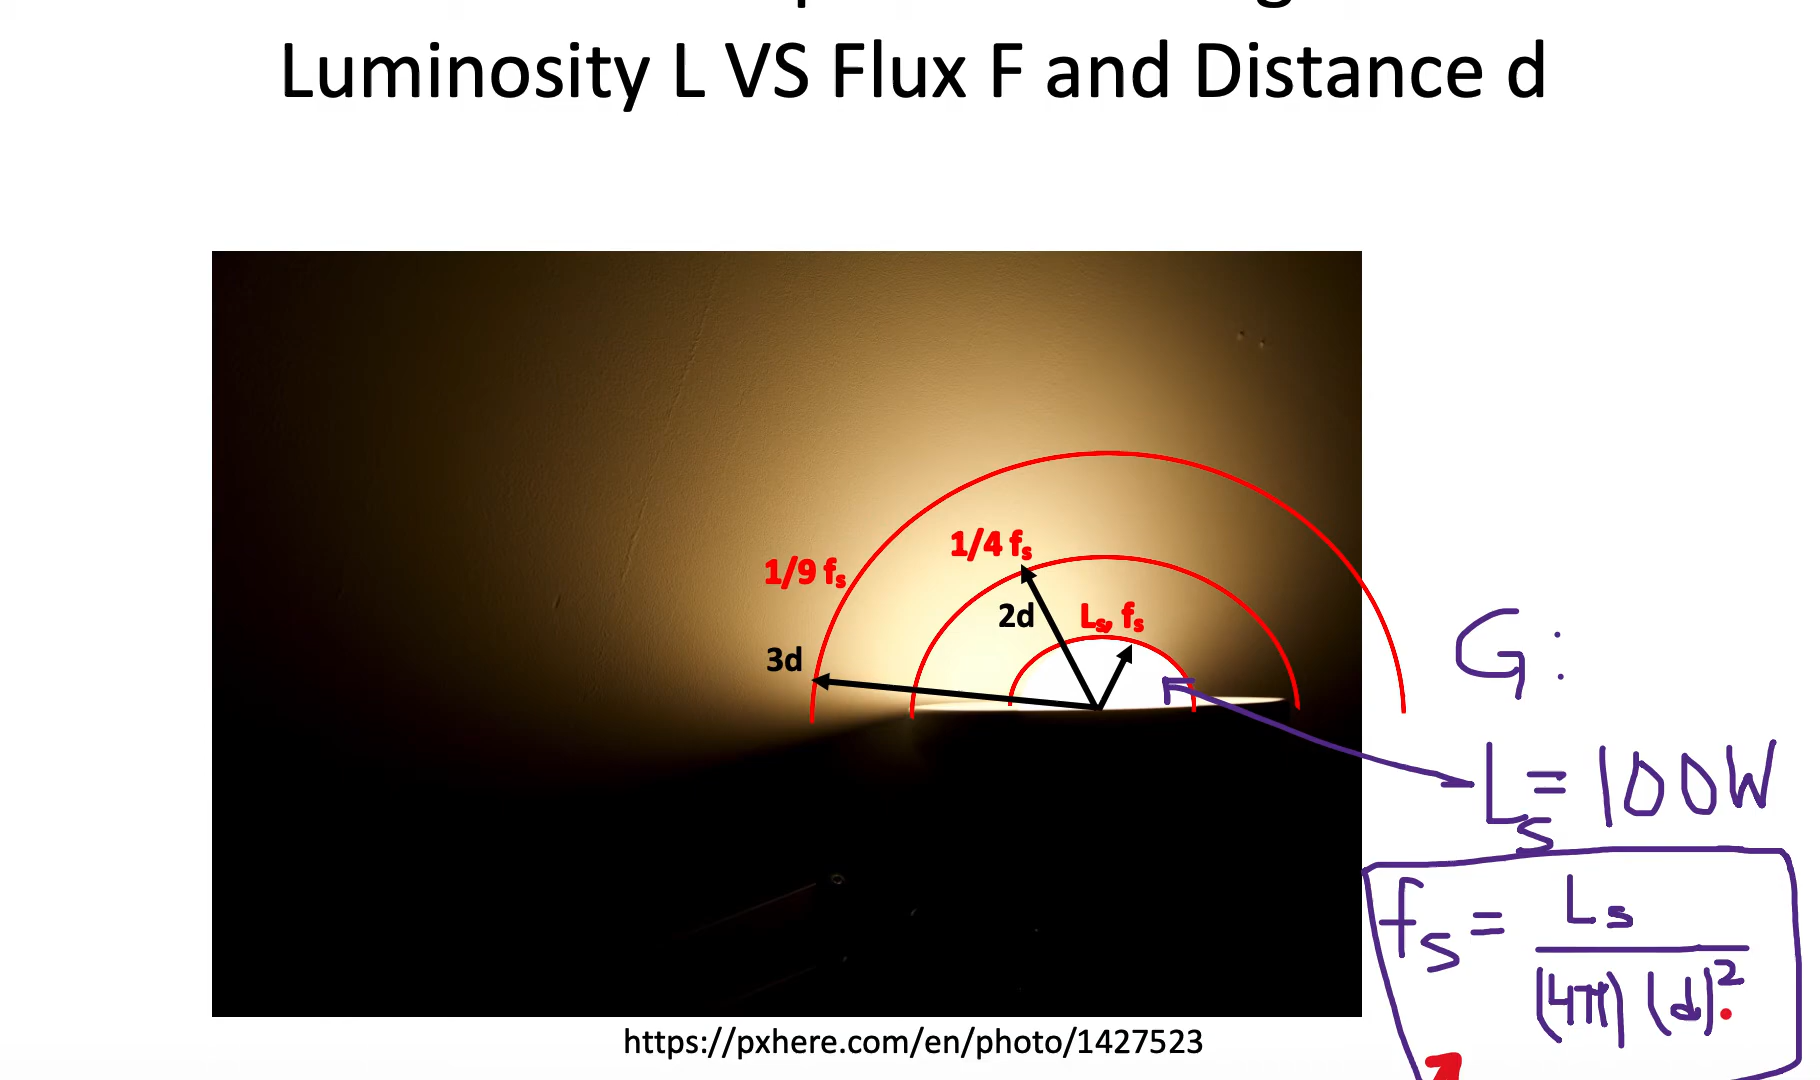 Luminosity L VS Flux F and Distance d
1/4 fs
1/9 fs
2d
Ls, fs
3d
G:
Ls = 100W
fs = Ls / (4π) (d)²
https://pxhere.com/en/photo/1427523